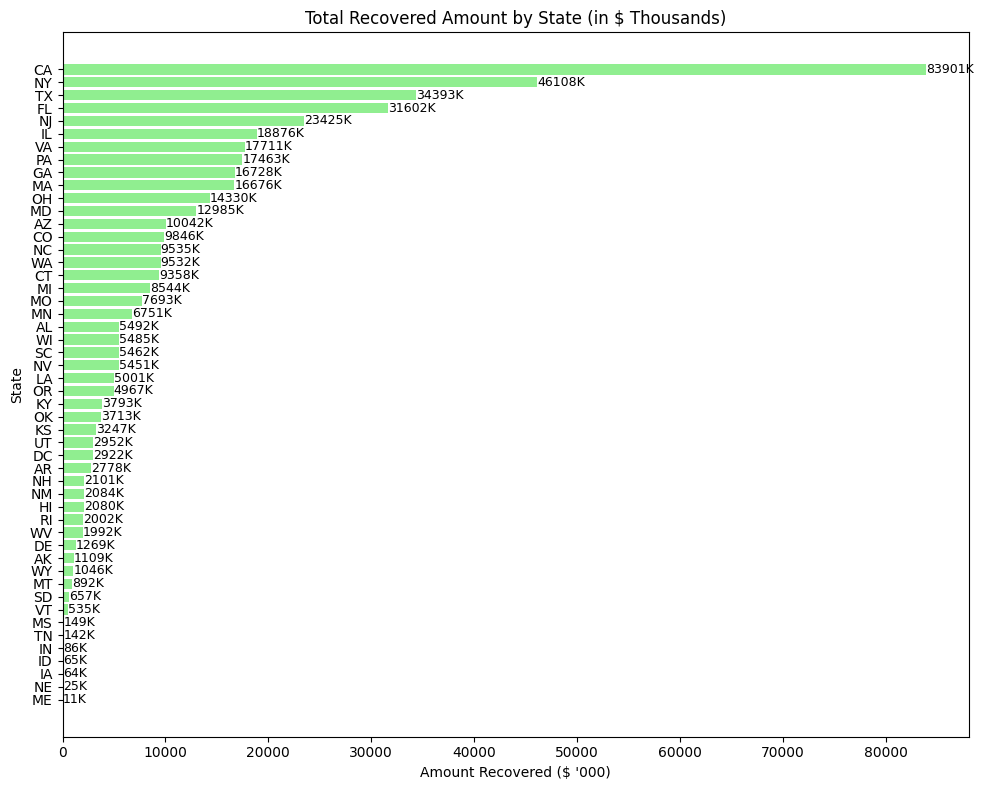 Total Recovered Amount by State (in $ Thousands)
CA 83901K
NY 46108K
TX 34393K
FL 31602K
NJ 23425K
IL 18876K
VA 17711K
PA 17463K
GA 16728K
MA 16676K
OH 14330K
MD 12985K
AZ 10042K
CO 9846K
NC 9535K
WA 9532K
CT 9358K
MI 8544K
MO 7693K
MN 6751K
AL 5492K
WI 5485K
SC 5462K
NV 5451K
LA 5001K
OR 4967K
KY 3793K
OK 3713K
KS 3247K
UT 2952K
DC 2922K
AR 2778K
NH 2101K
NM 2084K
HI 2080K
RI 2002K
WV 1992K
DE 1269K
AK 1109K
WY 1046K
MT 892K
SD 657K
VT 535K
MS 149K
TN 142K
IN 86K
ID 65K
IA 64K
NE 25K
ME 11K
State
0 10000 20000 30000 40000 50000 60000 70000 80000
Amount Recovered ($ '000)